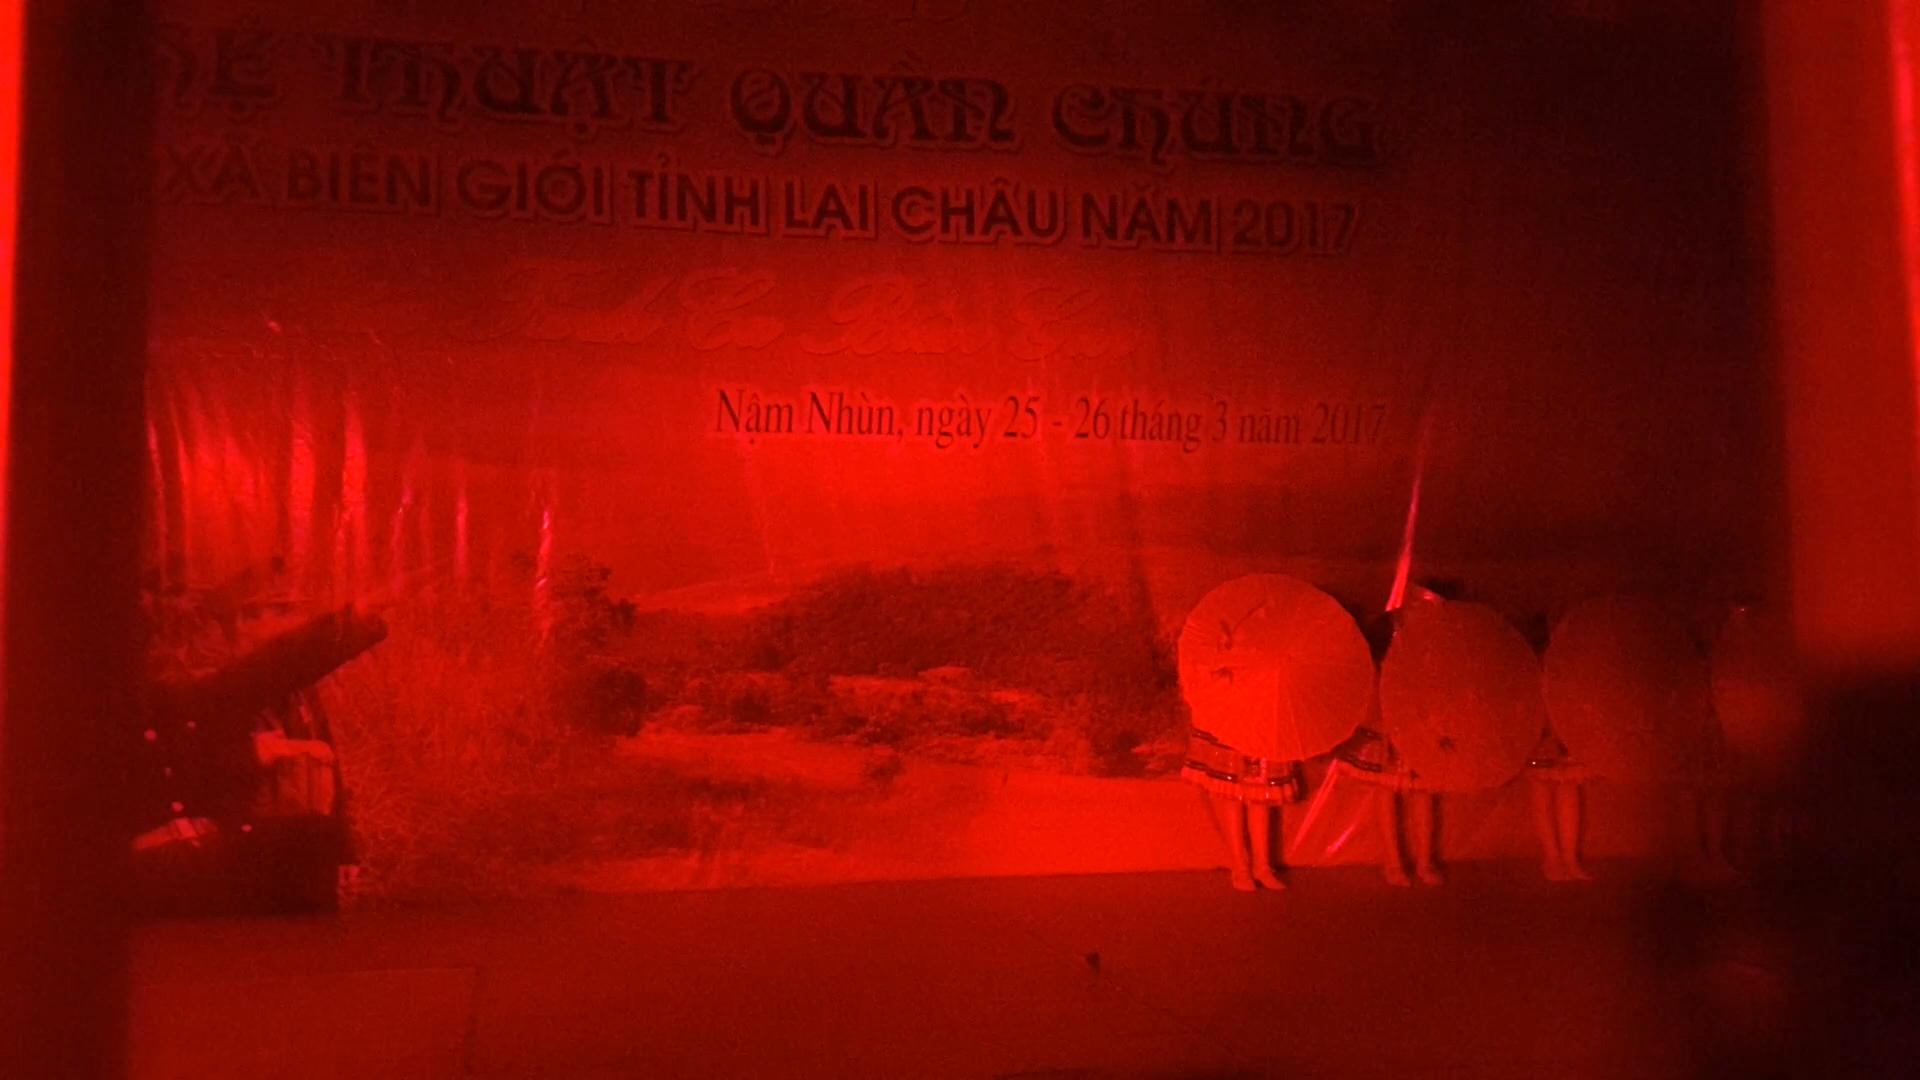 HỆ THUẬT QUẦN CHÚNG
XÃ BIÊN GIỚI TỈNH LAI CHÂU NĂM 2017
Nậm Nhùn, ngày 25 - 26 tháng 3 năm 2017